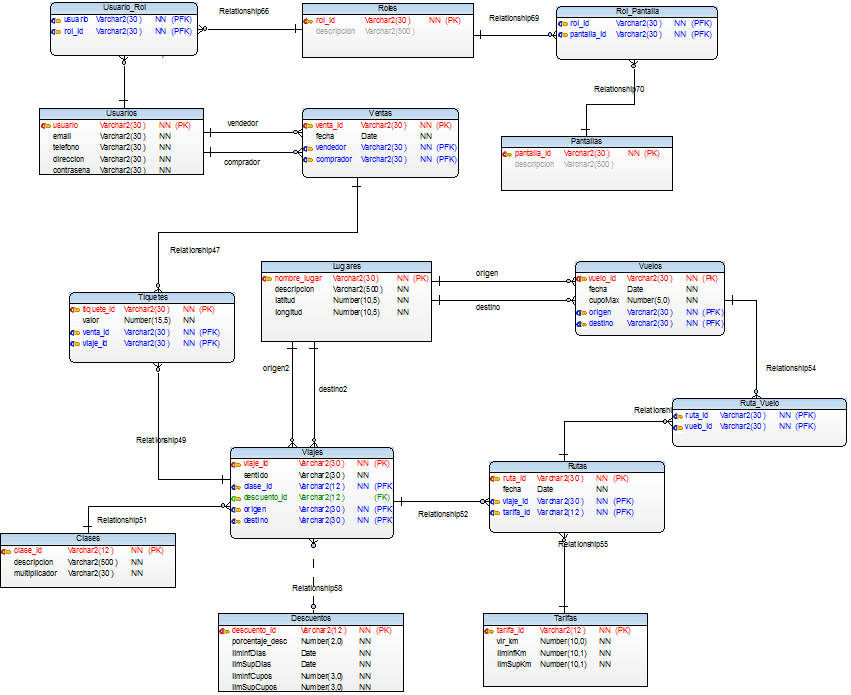 Usuario_Rol
usuario Varchar2(30) NN (PFK)
rol_id Varchar2(30) NN (PFK)
Relationship66
Roles
rol_id Varchar2(30) NN (PK)
descripcion Varchar2(500)
Relationship69
Rol_Pantalla
rol_id Varchar2(30) NN (PFK)
pantalla_id Varchar2(30) NN (PFK)
Relationship70
Usuarios
usuario Varchar2(30) NN (PK)
email Varchar2(30) NN
telefono Varchar2(30) NN
direccion Varchar2(30) NN
contrasena Varchar2(30) NN
vendedor
comprador
Ventas
venta_id Varchar2(30) NN (PK)
fecha Date NN
vendedor Varchar2(30) NN (PFK)
comprador Varchar2(30) NN (PFK)
Pantallas
pantalla_id Varchar2(30) NN (PK)
descripcion Varchar2(500)
Relationship47
Lugares
nombre_lugar Varchar2(30) NN (PK)
descripcion Varchar2(500) NN
latitud Number(10,5) NN
longitud Number(10,5) NN
origen
destino
Vuelos
vuelo_id Varchar2(30) NN (PK)
fecha Date NN
cupoMax Number(5,0) NN
origen Varchar2(30) NN (PFK)
destino Varchar2(30) NN (PFK)
Tiquetes
tiquete_id Varchar2(30) NN (PK)
valor Number(15,5) NN
venta_id Varchar2(30) NN (PFK)
viaje_id Varchar2(30) NN (PFK)
origen2
destino2
Relationship54
Ruta_Vuelo
ruta_id Varchar2(30) NN (PFK)
vuelo_id Varchar2(30) NN (PFK)
Relationshi
Relationship49
Viajes
viaje_id Varchar2(30) NN (PK)
sentido Varchar2(30) NN
clase_id Varchar2(12) NN (PFK
descuento_id Varchar2(12) (FK)
origen Varchar2(30) NN (PFK
destino Varchar2(30) NN (PFK
Relationship52
Rutas
ruta_id Varchar2(30) NN (PK)
fecha Date NN
viaje_id Varchar2(30) NN (PFK)
tarifa_id Varchar2(12) NN (PFK)
Relationship51
Clases
clase_id Varchar2(12) NN (PK)
descripcion Varchar2(500) NN
multiplicador Varchar2(30) NN
Relationship55
Relationship58
Descuentos
descuento_id Varchar2(12) NN (PK)
porcentaje_desc Number(2,0) NN
limInfDias Date NN
limSupDias Date NN
limInfCupos Number(3,0) NN
limSupCupos Number(3,0) NN
Tarifas
tarifa_id Varchar2(12) NN (PK)
vlr_km Number(10,0) NN
limInfKm Number(10,1) NN
limSupKm Number(10,1) NN